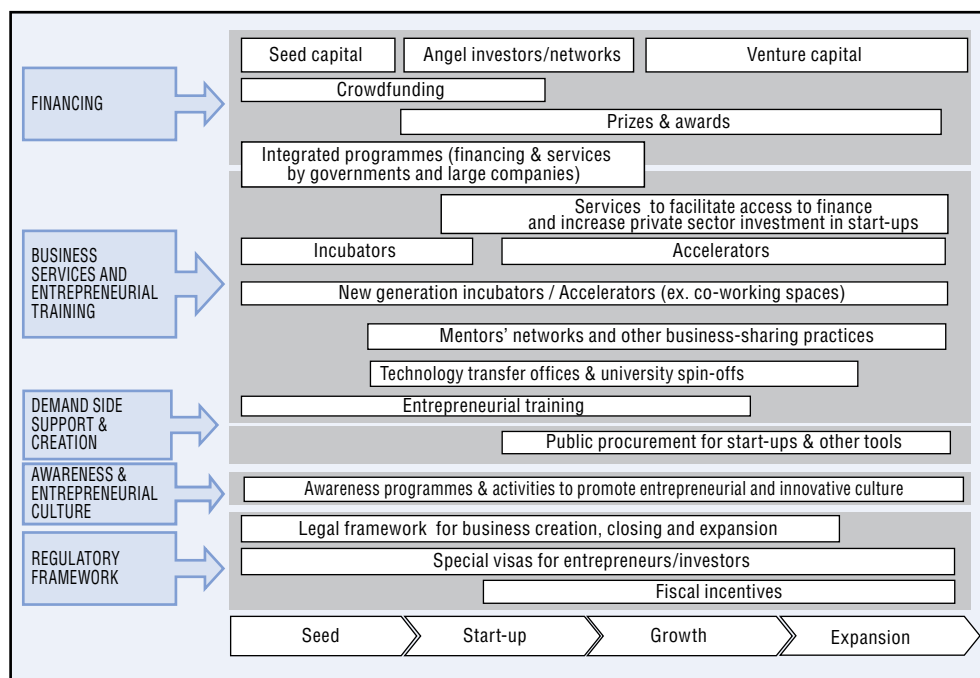 FINANCING
Seed capital
Angel investors/networks
Venture capital
Crowdfunding
Prizes & awards
Integrated programmes (financing & services
by governments and large companies)
BUSINESS
SERVICES AND
ENTREPRENEURIAL
TRAINING
Services to facilitate access to finance
and increase private sector investment in start-ups
Incubators
Accelerators
New generation incubators / Accelerators (ex. co-working spaces)
Mentors' networks and other business-sharing practices
Technology transfer offices & university spin-offs
Entrepreneurial training
DEMAND SIDE
SUPPORT &
CREATION
Public procurement for start-ups & other tools
AWARENESS &
ENTREPRENEURIAL
CULTURE
Awareness programmes & activities to promote entrepreneurial and innovative culture
REGULATORY
FRAMEWORK
Legal framework for business creation, closing and expansion
Special visas for entrepreneurs/investors
Fiscal incentives
Seed
Start-up
Growth
Expansion